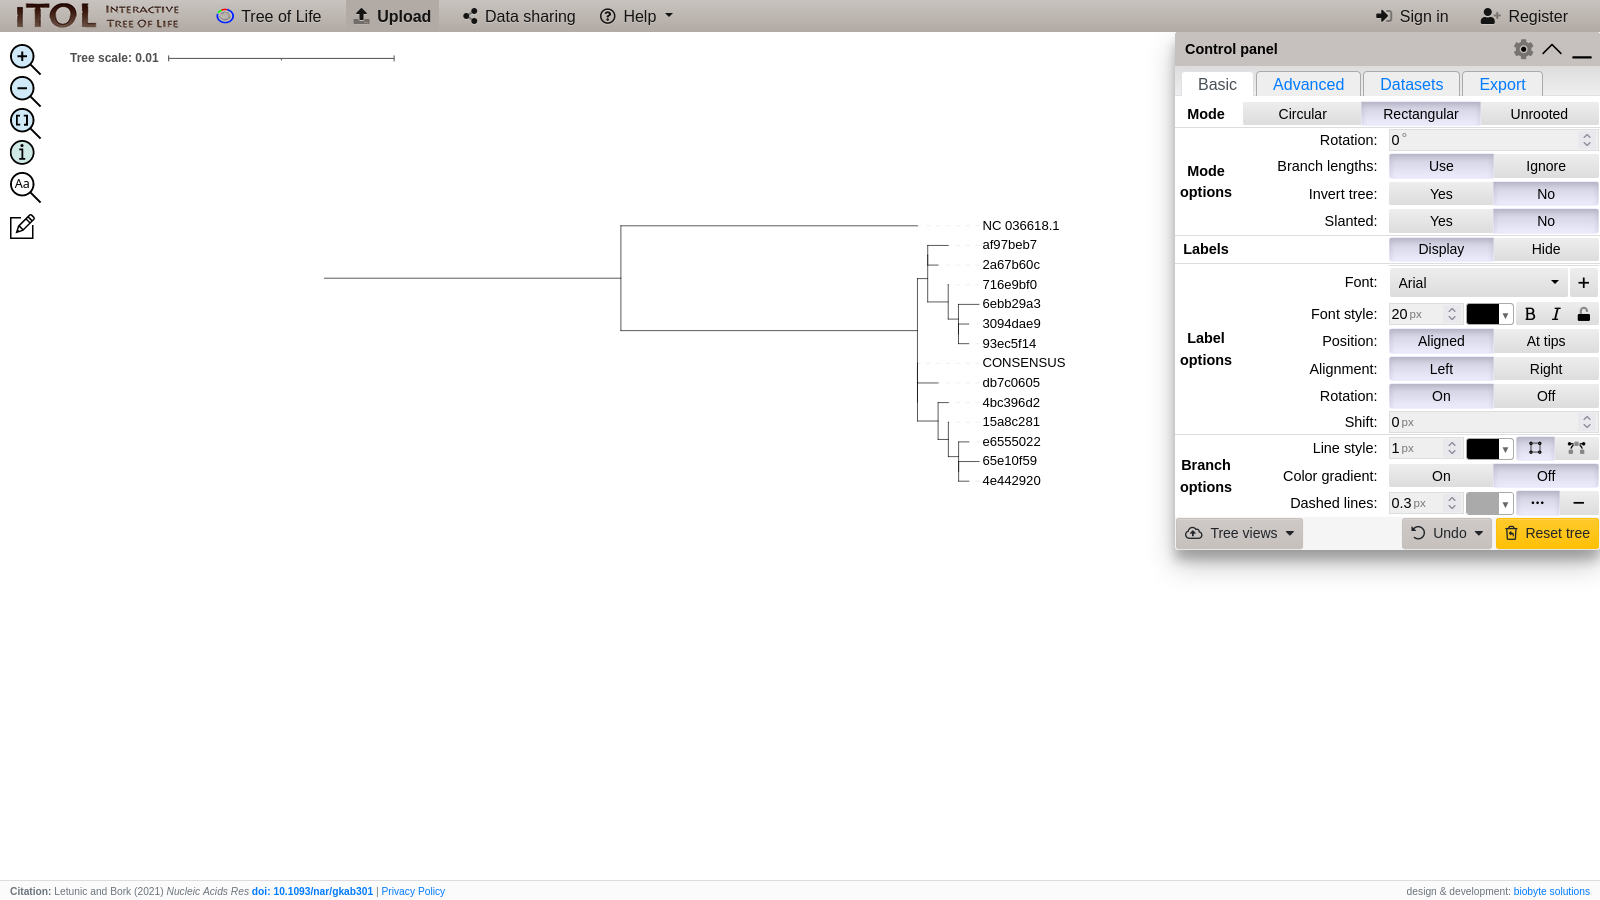 iTOL Interactive Tree Of Life
Tree of Life Upload Data sharing Help Sign in Register
Tree scale: 0.01
Aa
NC 036618.1
af97beb7
2a67b60c
716e9bf0
6ebb29a3
3094dae9
93ec5f14
CONSENSUS
db7c0605
4bc396d2
15a8c281
e6555022
65e10f59
4e442920
Control panel
Basic Advanced Datasets Export
Mode Circular Rectangular Unrooted
Mode options
Rotation: 0 °
Branch lengths: Use Ignore
Invert tree: Yes No
Slanted: Yes No
Labels Display Hide
Label options
Font: Arial +
Font style: 20 px B I
Position: Aligned At tips
Alignment: Left Right
Rotation: On Off
Shift: 0 px
Branch options
Line style: 1 px
Color gradient: On Off
Dashed lines: 0.3 px
Tree views Undo Reset tree
Citation: Letunic and Bork (2021) Nucleic Acids Res doi: 10.1093/nar/gkab301 | Privacy Policy
design & development: biobyte solutions